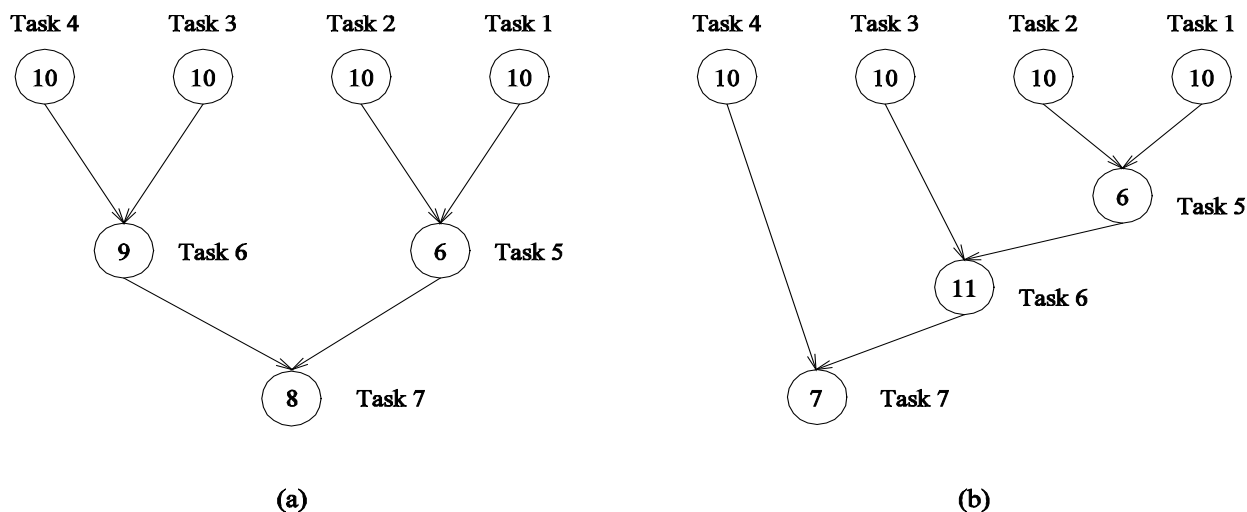 Task 4 Task 3 Task 2 Task 1
10 10 10 10
9 Task 6 6 Task 5
8 Task 7
(a)
Task 4 Task 3 Task 2 Task 1
10 10 10 10
6 Task 5
11 Task 6
7 Task 7
(b)